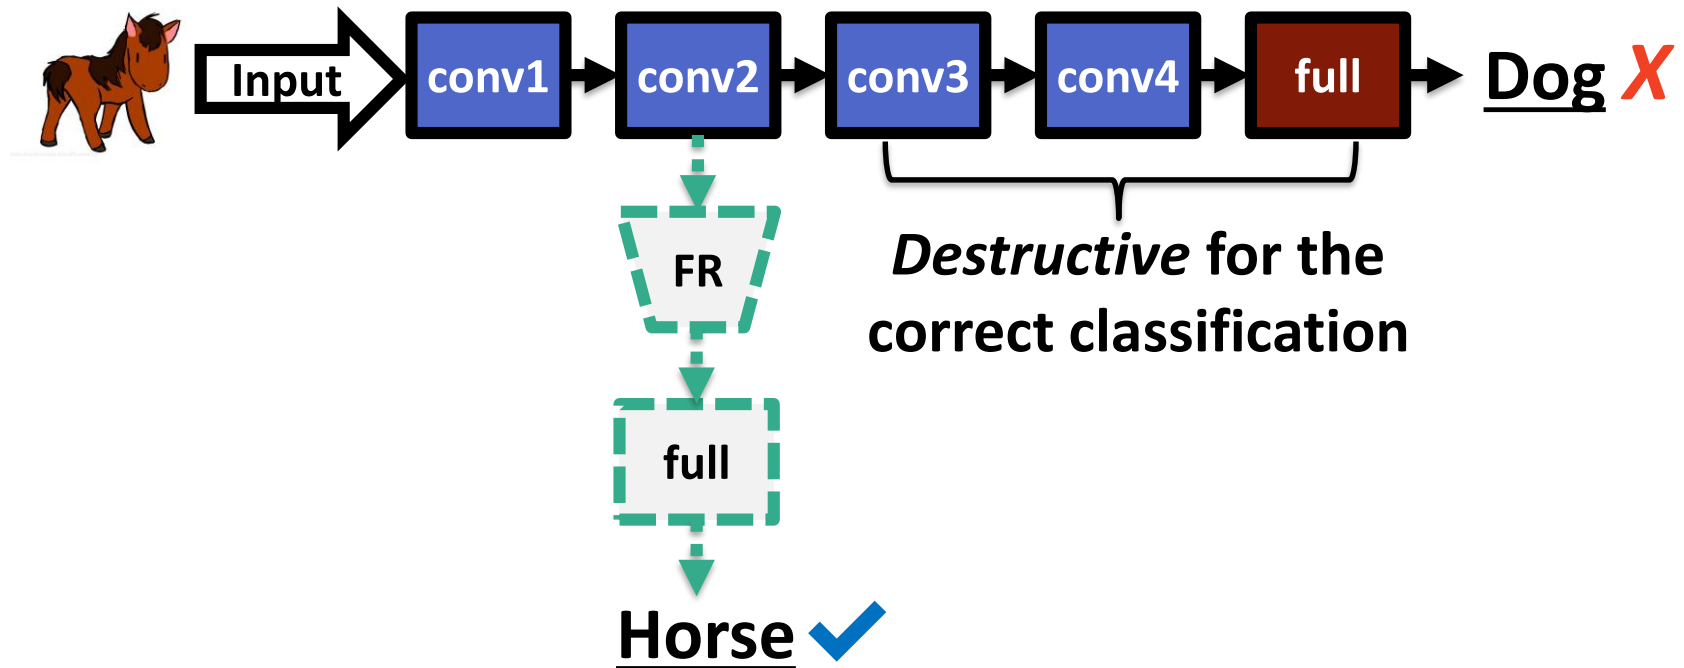 Input
conv1
conv2
conv3
conv4
full
Dog X
FR
Destructive for the
correct classification
full
Horse